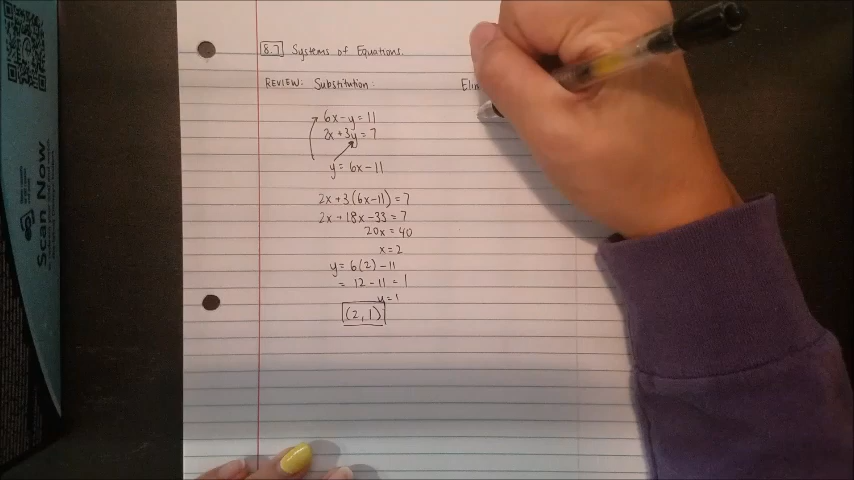 8.7 Systems of Equations.
REVIEW: Substitution:
6x - y = 11
2x + 3y = 7
y = 6x - 11
2x + 3(6x - 11) = 7
2x + 18x - 33 = 7
20x = 40
x = 2
y = 6(2) - 11
= 12 - 11 = 1
y = 1
(2, 1)
Scan Now